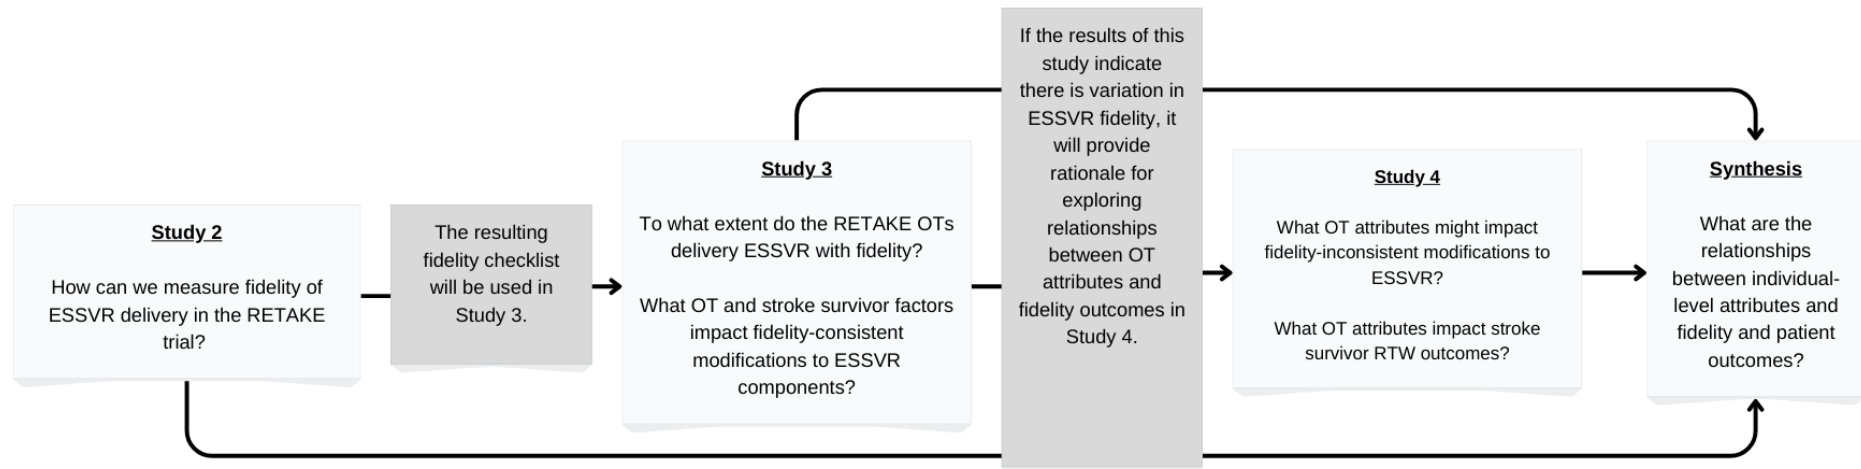 Study 2
How can we measure fidelity of
ESSVR delivery in the RETAKE
trial?
The resulting
fidelity checklist
will be used in
Study 3.
Study 3
To what extent do the RETAKE OTs
delivery ESSVR with fidelity?
What OT and stroke survivor factors
impact fidelity-consistent
modifications to ESSVR
components?
If the results of this
study indicate
there is variation in
ESSVR fidelity, it
will provide
rationale for
exploring
relationships
between OT
attributes and
fidelity outcomes in
Study 4.
Study 4
What OT attributes might impact
fidelity-inconsistent modifications to
ESSVR?
What OT attributes impact stroke
survivor RTW outcomes?
Synthesis
What are the
relationships
between individual-
level attributes and
fidelity and patient
outcomes?